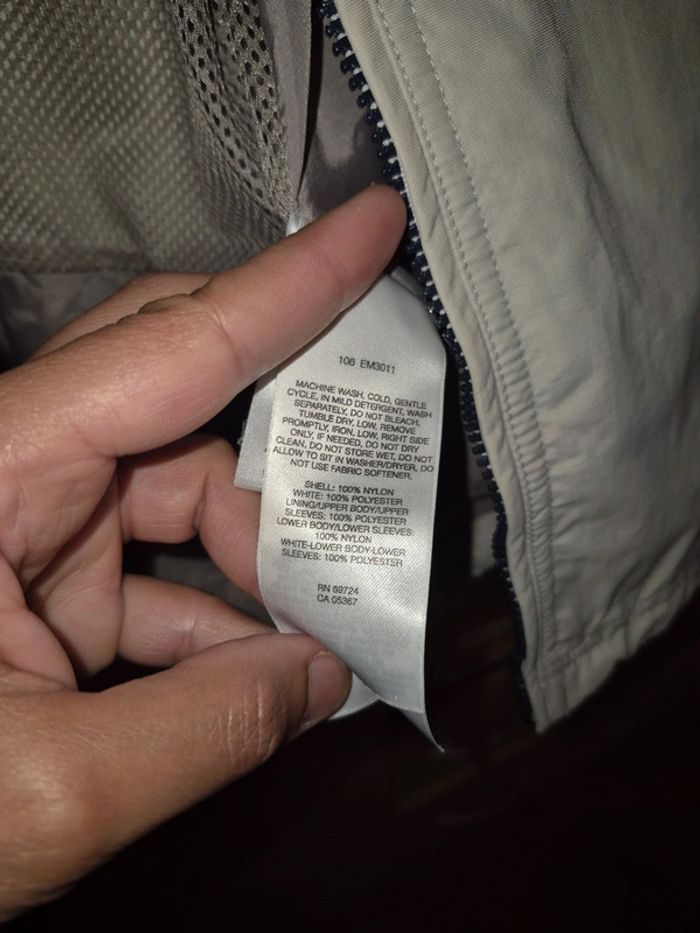 106 EM3011
MACHINE WASH, COLD, GENTLE
CYCLE, IN MILD DETERGENT, WASH
SEPARATELY, DO NOT BLEACH,
TUMBLE DRY, LOW, REMOVE
PROMPTLY, IRON, LOW, RIGHT SIDE
ONLY, IF NEEDED, DO NOT DRY
CLEAN, DO NOT STORE WET, DO NOT
ALLOW TO SIT IN WASHER/DRYER, DO
NOT USE FABRIC SOFTENER.
SHELL: 100% NYLON
WHITE: 100% POLYESTER
LINING/UPPER BODY/UPPER
SLEEVES: 100% POLYESTER
LOWER BODY/LOWER SLEEVES:
100% NYLON
WHITE-LOWER BODY-LOWER
SLEEVES: 100% POLYESTER
RN 69724
CA 05367